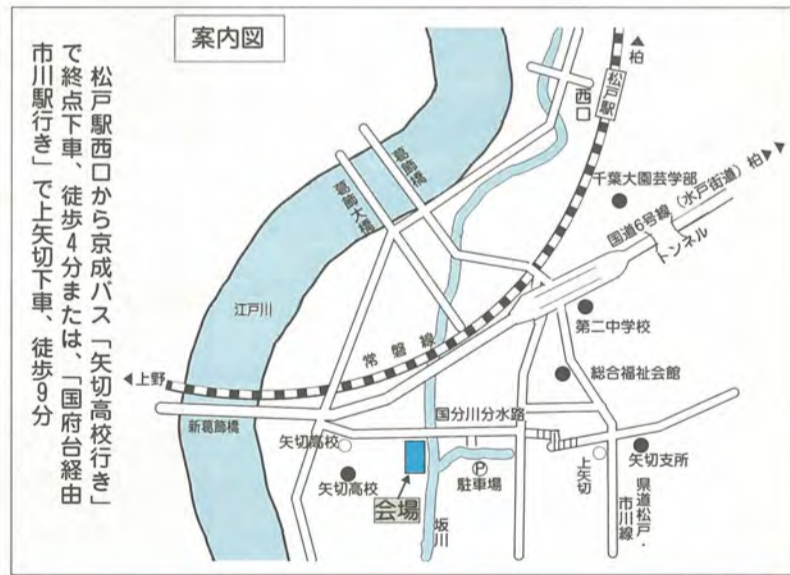 案内図
松戸駅西口から京成バス「矢切高校行き」
で終点下車、徒歩4分または、「国府台経由
市川駅行き」で上矢切下車、徒歩9分
柏
松戸駅
西口
千葉大園芸学部
国道6号線(水戸街道)柏
トンネル
葛飾橋
葛飾大橋
江戸川
第二中学校
常磐線
総合福祉会館
上野
新葛飾橋
国分川分水路
矢切高校
矢切高校
会場
坂川
P
駐車場
上矢切
矢切支所
県道松戸・
市川線